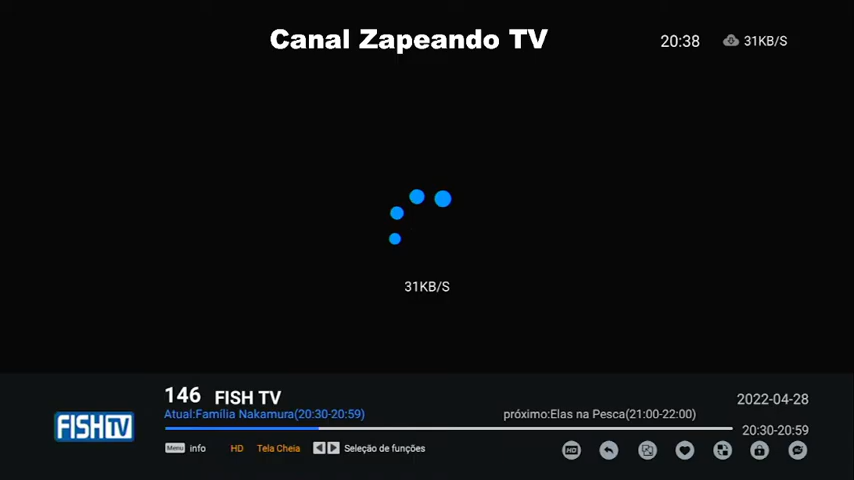 Canal Zapeando TV
20:38
31KB/S
31KB/S
146 FISH TV
2022-04-28
Atual:Família Nakamura(20:30-20:59)
próximo:Elas na Pesca(21:00-22:00)
FISHTV
20:30-20:59
Menu info HD Tela Cheia Seleção de funções
HD